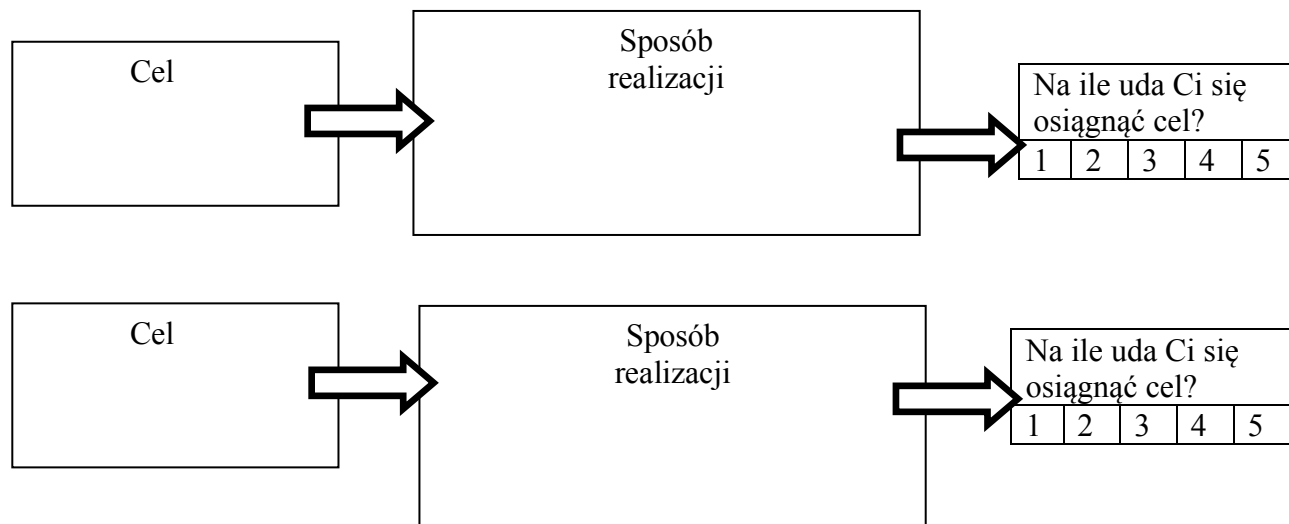 Cel
Sposób
realizacji
Na ile uda Ci się
osiągnąć cel?
1 2 3 4 5
Cel
Sposób
realizacji
Na ile uda Ci się
osiągnąć cel?
1 2 3 4 5